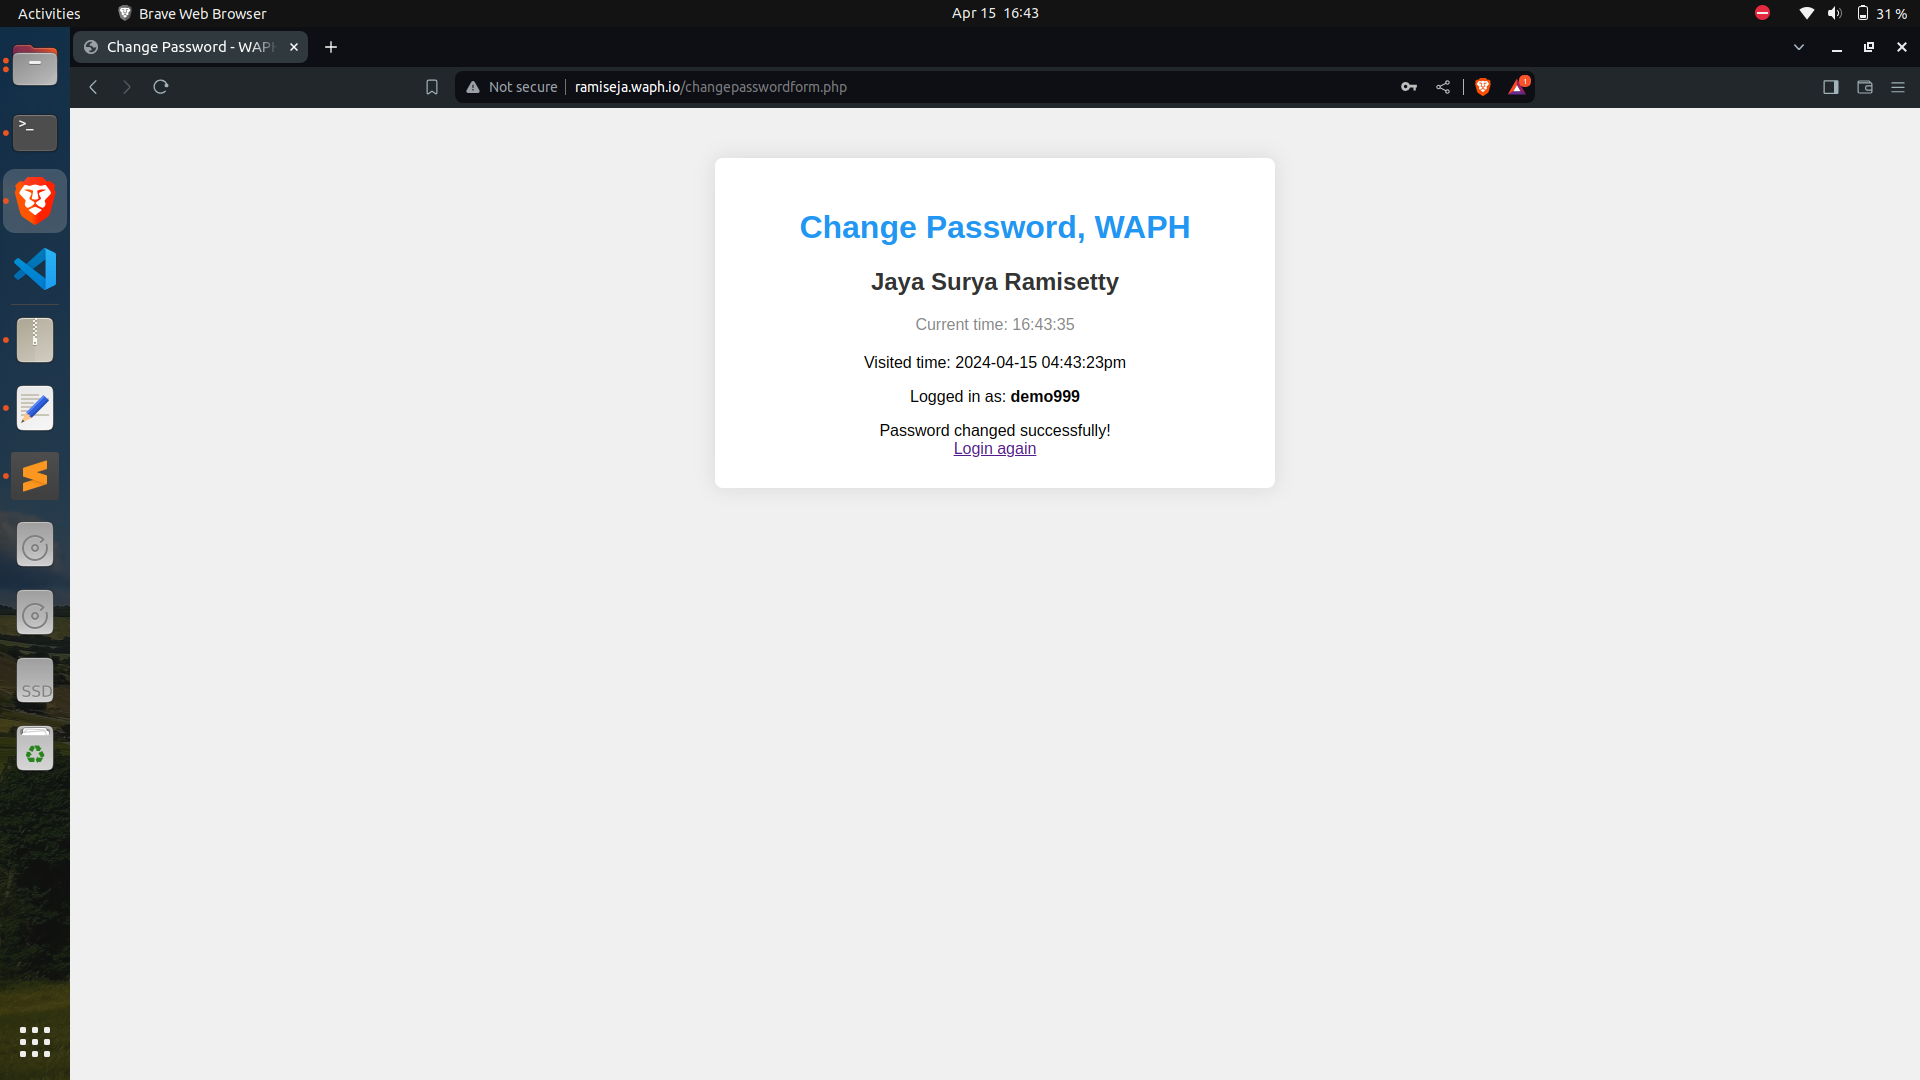 Activities
Brave Web Browser
Apr 15 16:43
31 %
Change Password - WAPH
Not secure
ramiseja.waph.io/changepasswordform.php
1
>_
Change Password, WAPH
Jaya Surya Ramisetty
Current time: 16:43:35
Visited time: 2024-04-15 04:43:23pm
Logged in as: demo999
Password changed successfully!
Login again
SSD